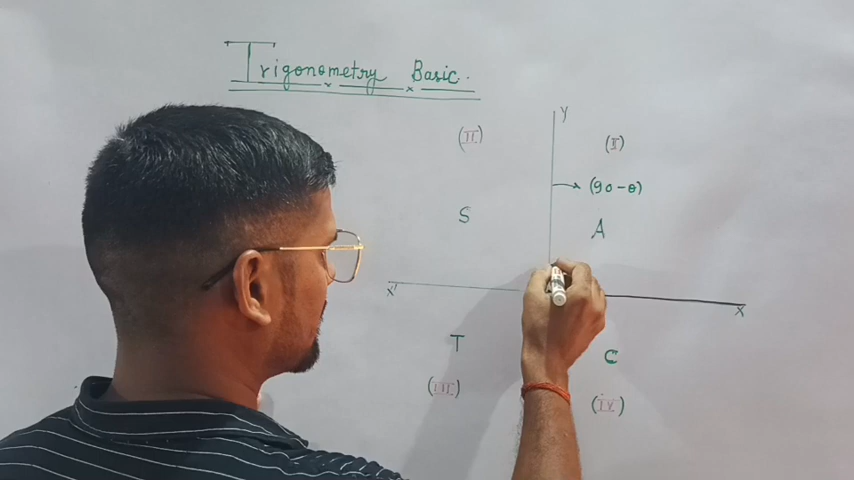 Trigonometry Basic.
Y
(II) (I)
(90-θ)
S A
X' X
T C
(III) (IV)